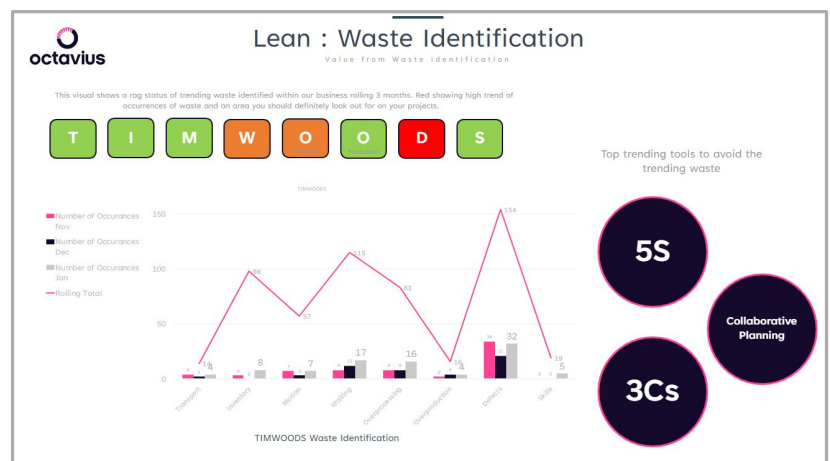 octavius
Lean : Waste Identification
Value from Waste Identification
This visual shows a rag status of trending waste identified within our business rolling 3 months. Red showing high trend of
occurrences of waste and an area you should definitely look out for on your projects.
T I M W O O D S
Top trending tools to avoid the
trending waste
TIMWOODS
Number of Occurances
Nov
Number of Occurances
Dec
Number of Occurances
Jan
Rolling Total
150
100
50
0
14
98
57
115
83
16
154
19
4
8
7
17
16
4
32
5
Transport
Inventory
Motion
Waiting
Overprocessing
Overproduction
Defects
Skills
TIMWOODS Waste Identification
5S
Collaborative
Planning
3Cs